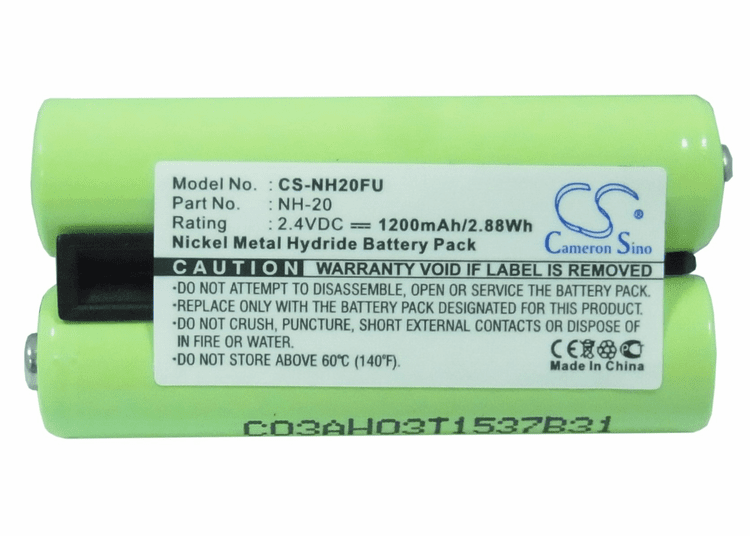 Model No. : CS-NH20FU
Part No. : NH-20
Rating : 2.4VDC ⎓ 1200mAh/2.88Wh
Nickel Metal Hydride Battery Pack
CS
Cameron Sino
CAUTION WARRANTY VOID IF LABEL IS REMOVED
•DO NOT ATTEMPT TO DISASSEMBLE, OPEN OR SERVICE THE BATTERY PACK.
•REPLACE ONLY WITH THE BATTERY PACK DESIGNATED FOR THIS PRODUCT
•DO NOT CRUSH, PUNCTURE, SHORT EXTERNAL CONTACTS OR DISPOSE OF IN FIRE
•DO NOT STORE ABOVE 60℃ (140℉).
CE
Made in China
C03AH03T1537B31